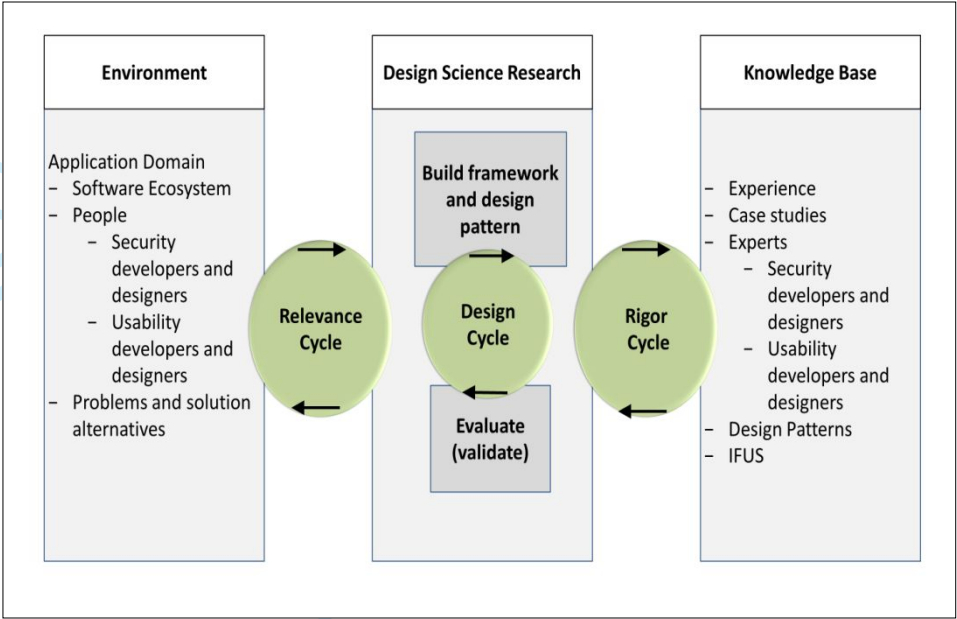 Environment
Application Domain
− Software Ecosystem
− People
− Security
developers and
designers
− Usability
developers and
designers
− Problems and solution
alternatives
Relevance
Cycle
Design Science Research
Build framework
and design
pattern
Design
Cycle
Evaluate
(validate)
Rigor
Cycle
Knowledge Base
− Experience
− Case studies
− Experts
− Security
developers and
designers
− Usability
developers and
designers
− Design Patterns
− IFUS